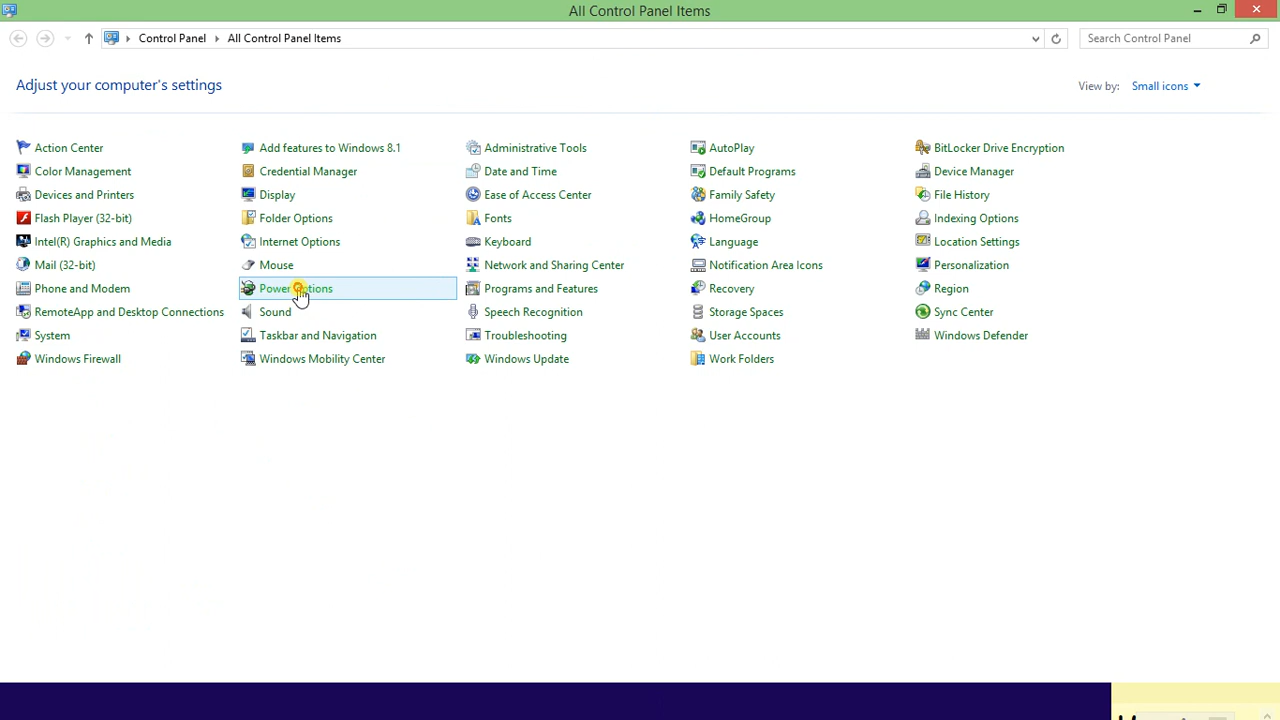 All Control Panel Items
Control Panel All Control Panel Items Search Control Panel
Adjust your computer's settings View by: Small icons
Action Center Add features to Windows 8.1 Administrative Tools AutoPlay BitLocker Drive Encryption
Color Management Credential Manager Date and Time Default Programs Device Manager
Devices and Printers Display Ease of Access Center Family Safety File History
Flash Player (32-bit) Folder Options Fonts HomeGroup Indexing Options
Intel(R) Graphics and Media Internet Options Keyboard Language Location Settings
Mail (32-bit) Mouse Network and Sharing Center Notification Area Icons Personalization
Phone and Modem Power Options Programs and Features Recovery Region
RemoteApp and Desktop Connections Sound Speech Recognition Storage Spaces Sync Center
System Taskbar and Navigation Troubleshooting User Accounts Windows Defender
Windows Firewall Windows Mobility Center Windows Update Work Folders